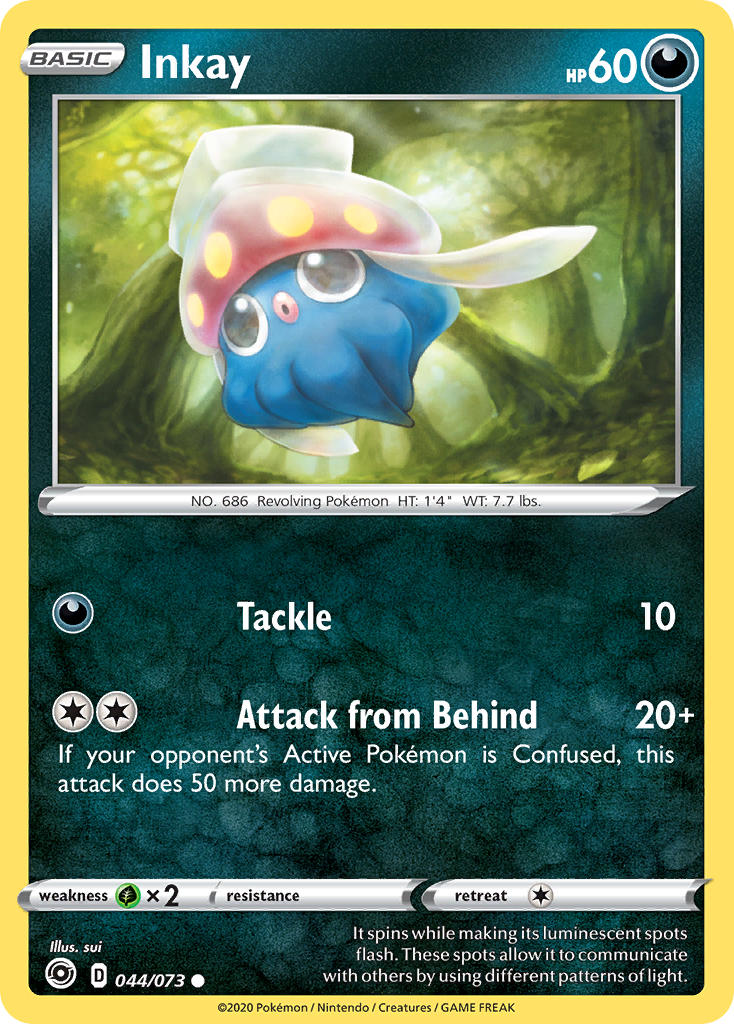 BASIC Inkay HP60
NO. 686 Revolving Pokémon HT: 1'4" WT: 7.7 lbs.
Tackle 10
Attack from Behind 20+
If your opponent's Active Pokémon is Confused, this
attack does 50 more damage.
weakness ×2 resistance retreat
Illus. sui
It spins while making its luminescent spots
flash. These spots allow it to communicate
with others by using different patterns of light.
D 044/073
©2020 Pokémon / Nintendo / Creatures / GAME FREAK